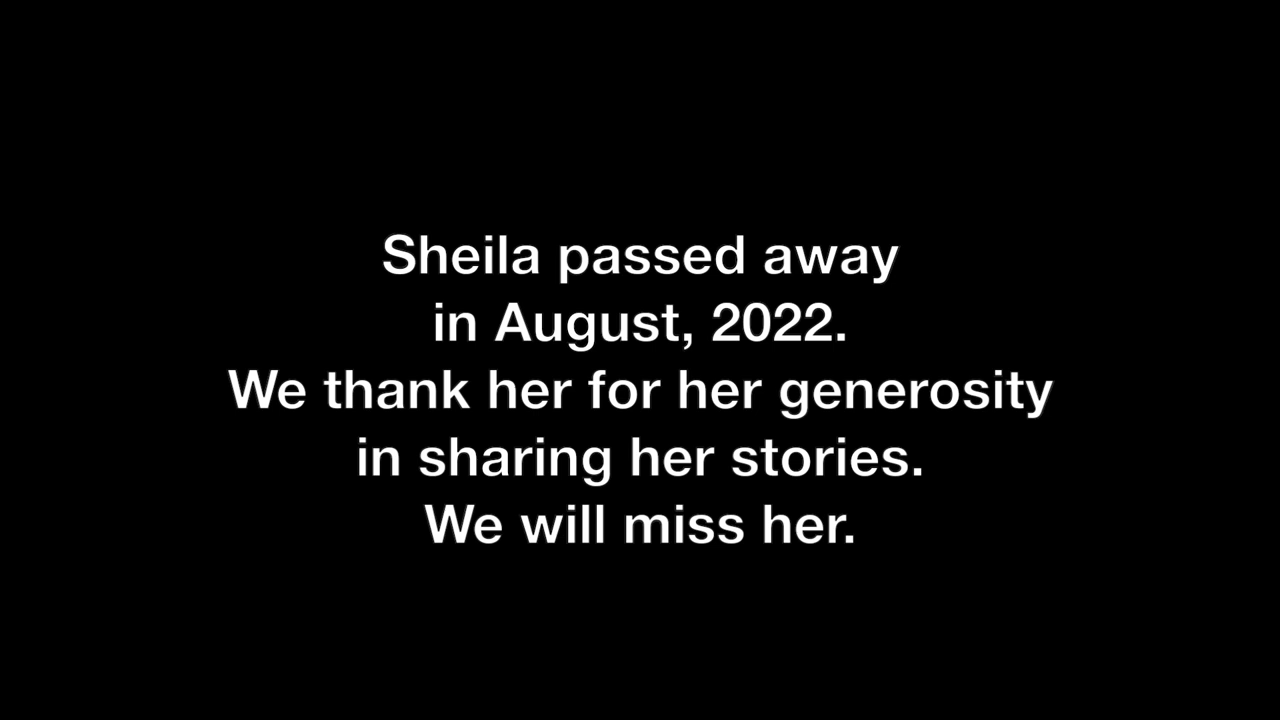 Sheila passed away
in August, 2022.
We thank her for her generosity
in sharing her stories.
We will miss her.